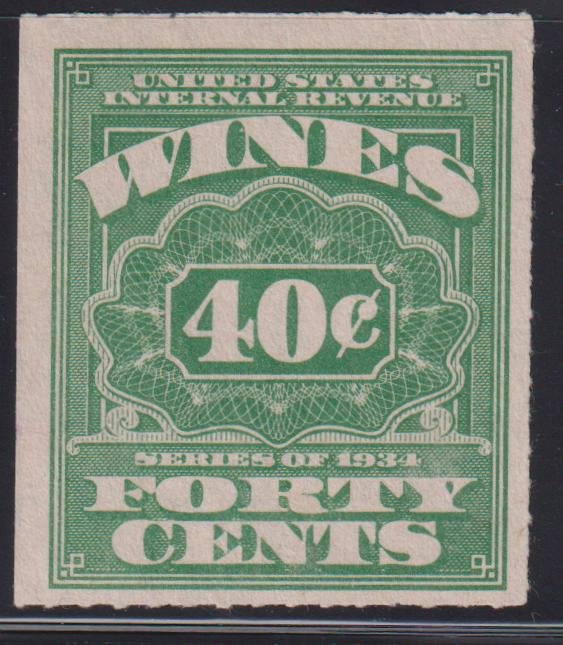 UNITED STATES
INTERNAL REVENUE
WINES
40¢
SERIES OF 1934
FORTY
CENTS